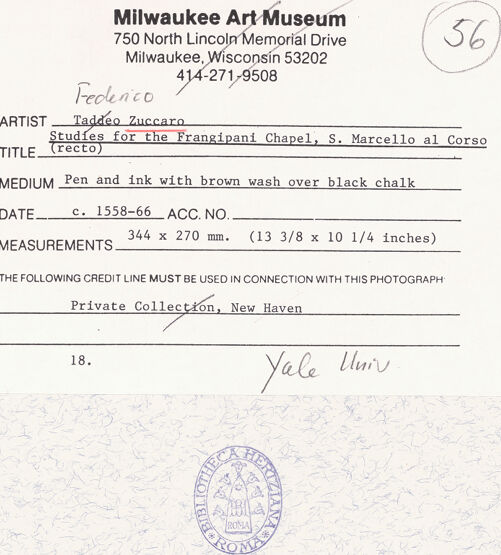 Milwaukee Art Museum
750 North Lincoln Memorial Drive
Milwaukee, Wisconsin 53202
414-271-9508
56
Federico
ARTIST Taddeo Zuccaro
Studies for the Frangipani Chapel, S. Marcello al Corso
TITLE (recto)
MEDIUM Pen and ink with brown wash over black chalk
DATE c. 1558-66 ACC. NO.
MEASUREMENTS 344 x 270 mm. (13 3/8 x 10 1/4 inches)
THE FOLLOWING CREDIT LINE MUST BE USED IN CONNECTION WITH THIS PHOTOGRAPH
Private Collection, New Haven
18.
Yale Univ
BIBLIOTHECA HERTZIANA
ROMA
ROMA